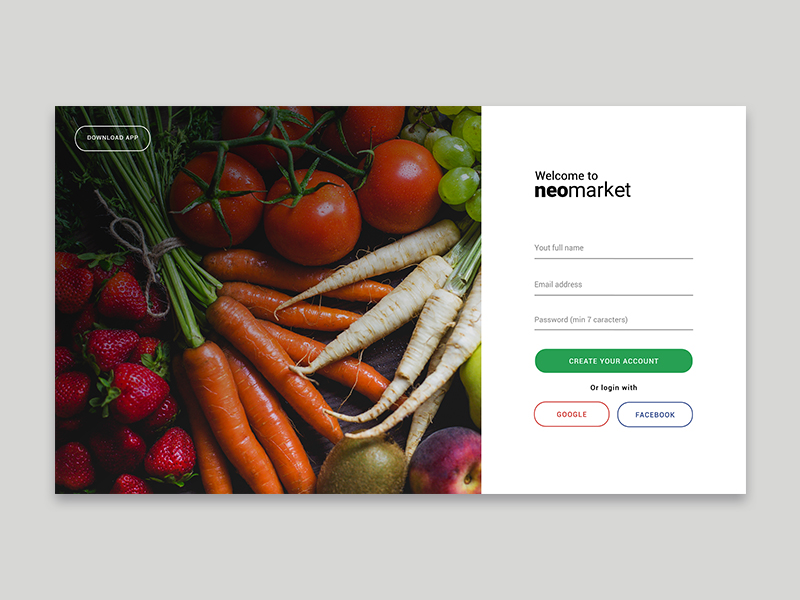 DOWNLOAD APP
Welcome to
neomarket
Yout full name
Email address
Password (min 7 caracters)
CREATE YOUR ACCOUNT
Or login with
GOOGLE
FACEBOOK